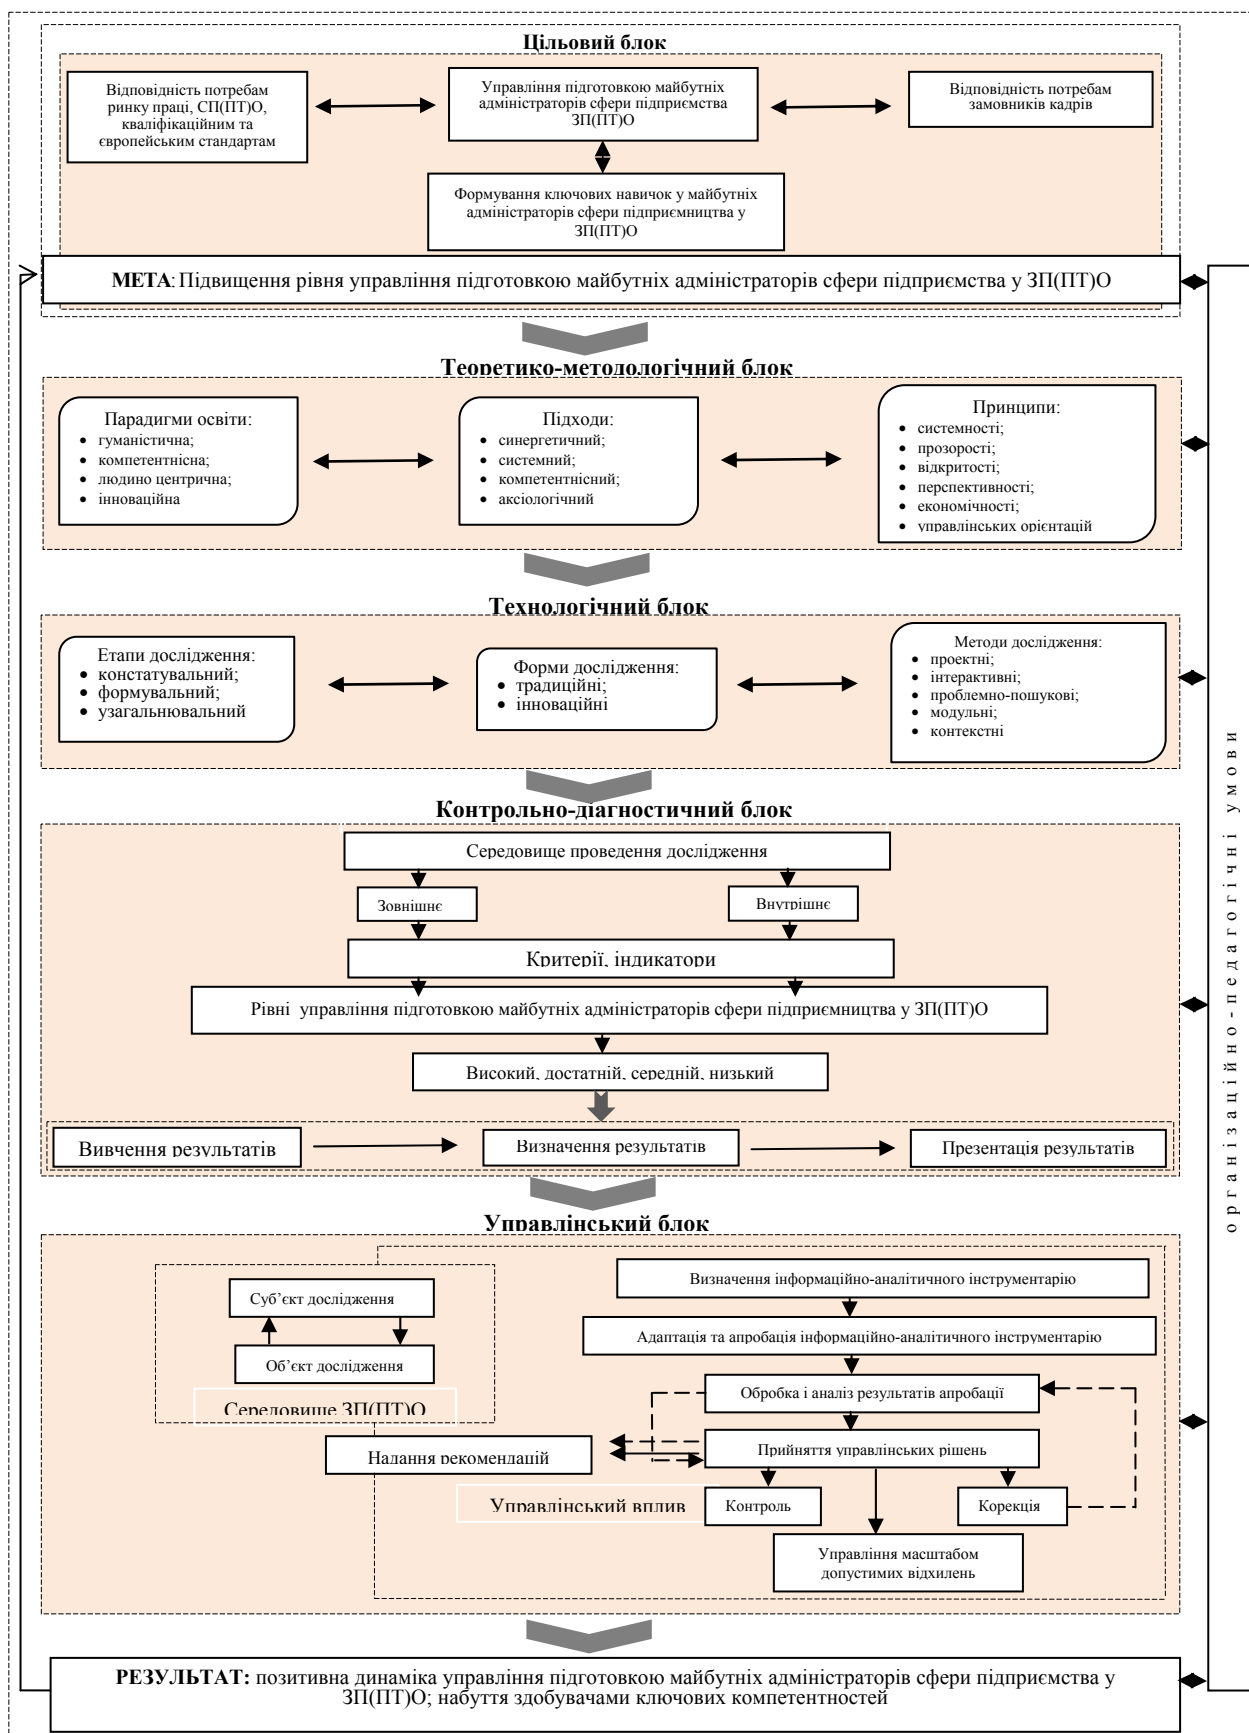 Цільовий блок
Відповідність потребам
ринку праці, СП(ПТ)О,
кваліфікаційним та
європейським стандартам
Управління підготовкою майбутніх
адміністраторів сфери підприємства
ЗП(ПТ)О
Відповідність потребам
замовників кадрів
Формування ключових навичок у майбутніх
адміністраторів сфери підприємництва у
ЗП(ПТ)О
МЕТА: Підвищення рівня управління підготовкою майбутніх адміністраторів сфери підприємства у ЗП(ПТ)О
Теоретико-методологічний блок
Парадигми освіти:
• гуманістична;
• компетентнісна;
• людино центрична;
• інноваційна
Підходи:
• синергетичний;
• системний;
• компетентнісний;
• аксіологічний
Принципи:
• системності;
• прозорості;
• відкритості;
• перспективності;
• економічності;
• управлінських орієнтацій
Технологічний блок
Етапи дослідження:
• констатувальний;
• формувальний;
• узагальнювальний
Форми дослідження:
• традиційні;
• інноваційні
Методи дослідження:
• проектні;
• інтерактивні;
• проблемно-пошукові;
• модульні;
• контекстні
Контрольно-діагностичний блок
Середовище проведення дослідження
Зовнішнє
Внутрішнє
Критерії, індикатори
Рівні управління підготовкою майбутніх адміністраторів сфери підприємництва у ЗП(ПТ)О
Високий, достатній, середній, низький
Вивчення результатів
Визначення результатів
Презентація результатів
Управлінський блок
Суб’єкт дослідження
Об’єкт дослідження
Середовище ЗП(ПТ)О
Визначення інформаційно-аналітичного інструментарію
Адаптація та апробація інформаційно-аналітичного інструментарію
Обробка і аналіз результатів апробації
Надання рекомендацій
Прийняття управлінських рішень
Управлінський вплив
Контроль
Корекція
Управління масштабом
допустимих відхилень
РЕЗУЛЬТАТ: позитивна динаміка управління підготовкою майбутніх адміністраторів сфери підприємства у
ЗП(ПТ)О; набуття здобувачами ключових компетентностей
організаційно-педагогічні умови